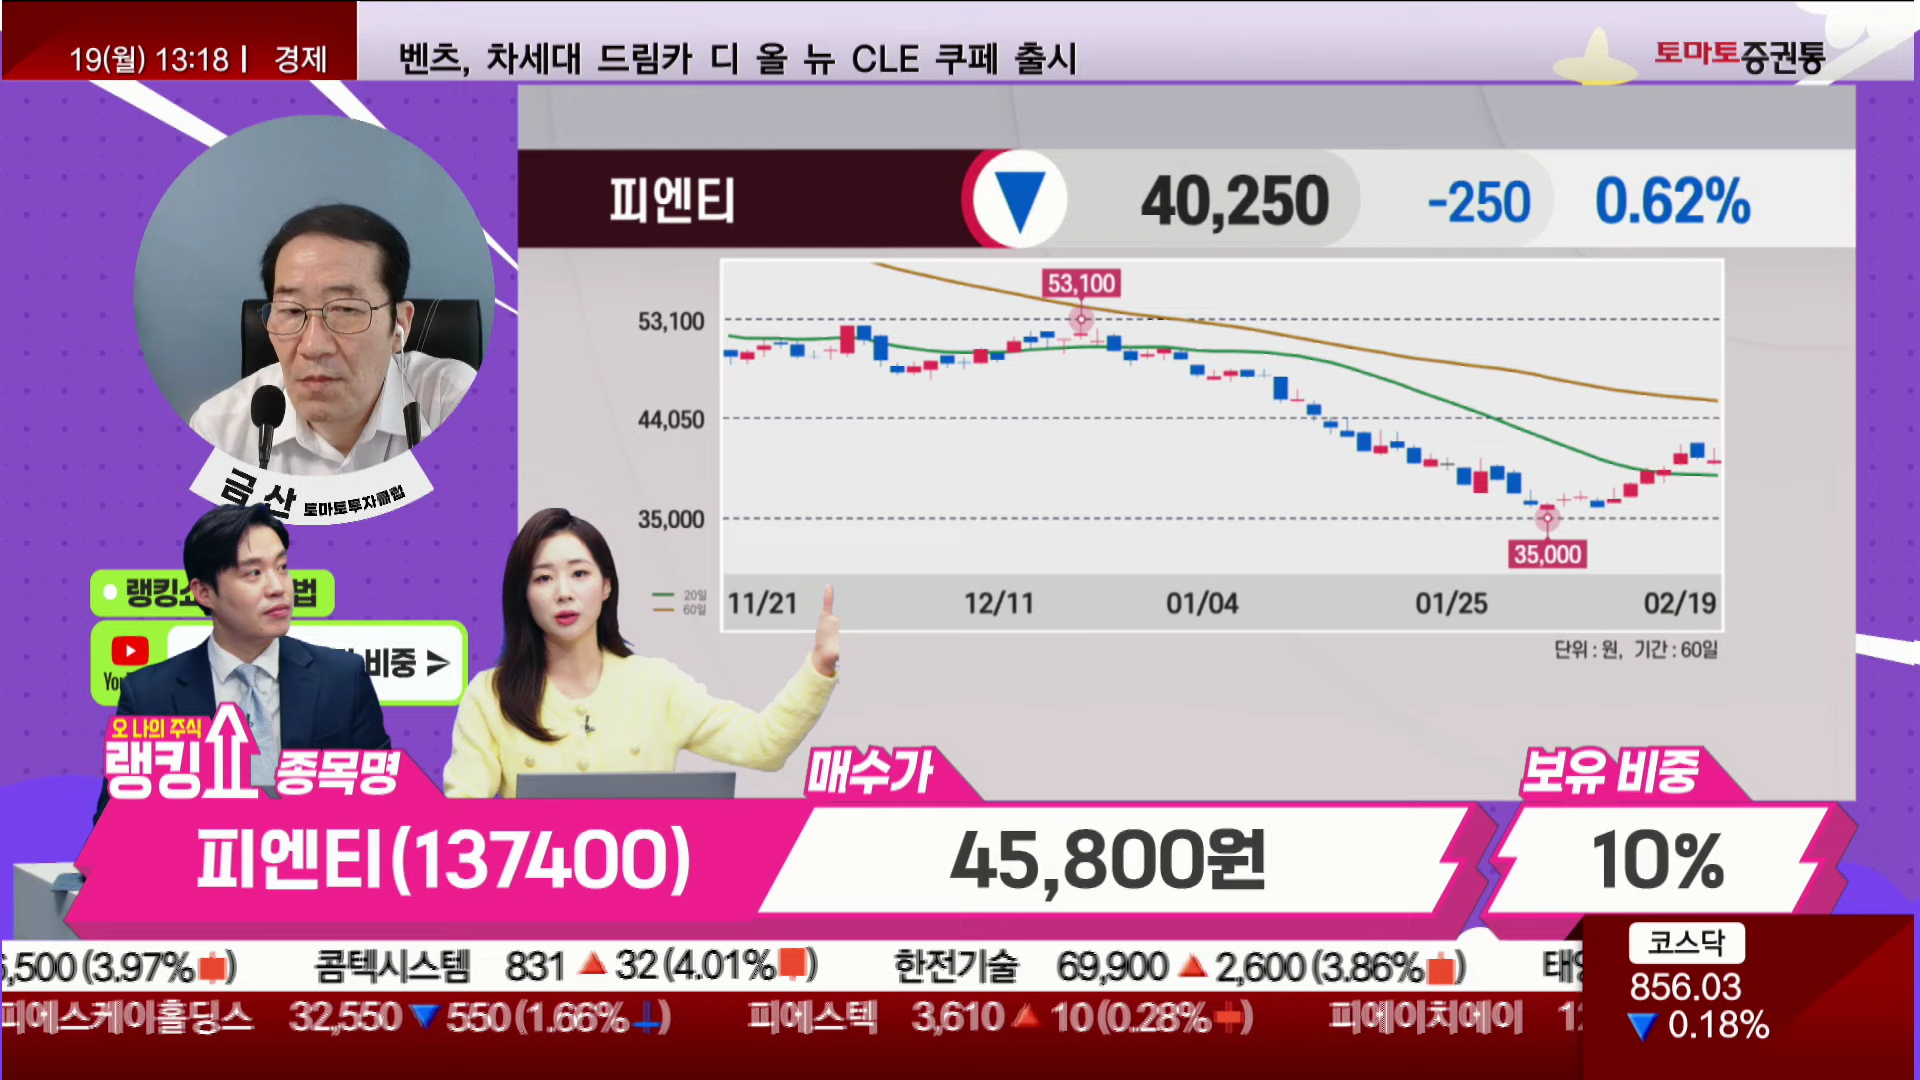 19(월) 13:18 | 경제
벤츠, 차세대 드림카 디 올 뉴 CLE 쿠페 출시
토마토증권통
피엔티
▼ 40,250 -250 0.62%
53,100
53,100
44,050
35,000
35,000
20일
60일
11/21 12/11 01/04 01/25 02/19
단위 : 원, 기간 : 60일
금산 토마토투자클럽
비중
오 나의 주식
랭킹쇼
종목명
매수가
보유 비중
피엔티(137400)
45,800원
10%
,500 (3.97%) 콤텍시스템 831 ▲ 32 (4.01%) 한전기술 69,900 ▲ 2,600 (3.86%)
피에스케이홀딩스 32,550 ▼ 550 (1.66%) 피에스텍 3,610 ▲ 10 (0.28%) 피에이치에이
코스닥
856.03
▼ 0.18%